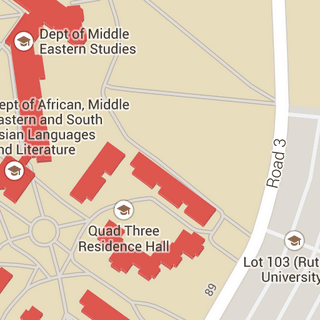 Dept of Middle
Eastern Studies
ept of African, Middle
astern and South
sian Languages
nd Literature
Road 3
Quad Three
Residence Hall
Lot 103 (Rut
University
89